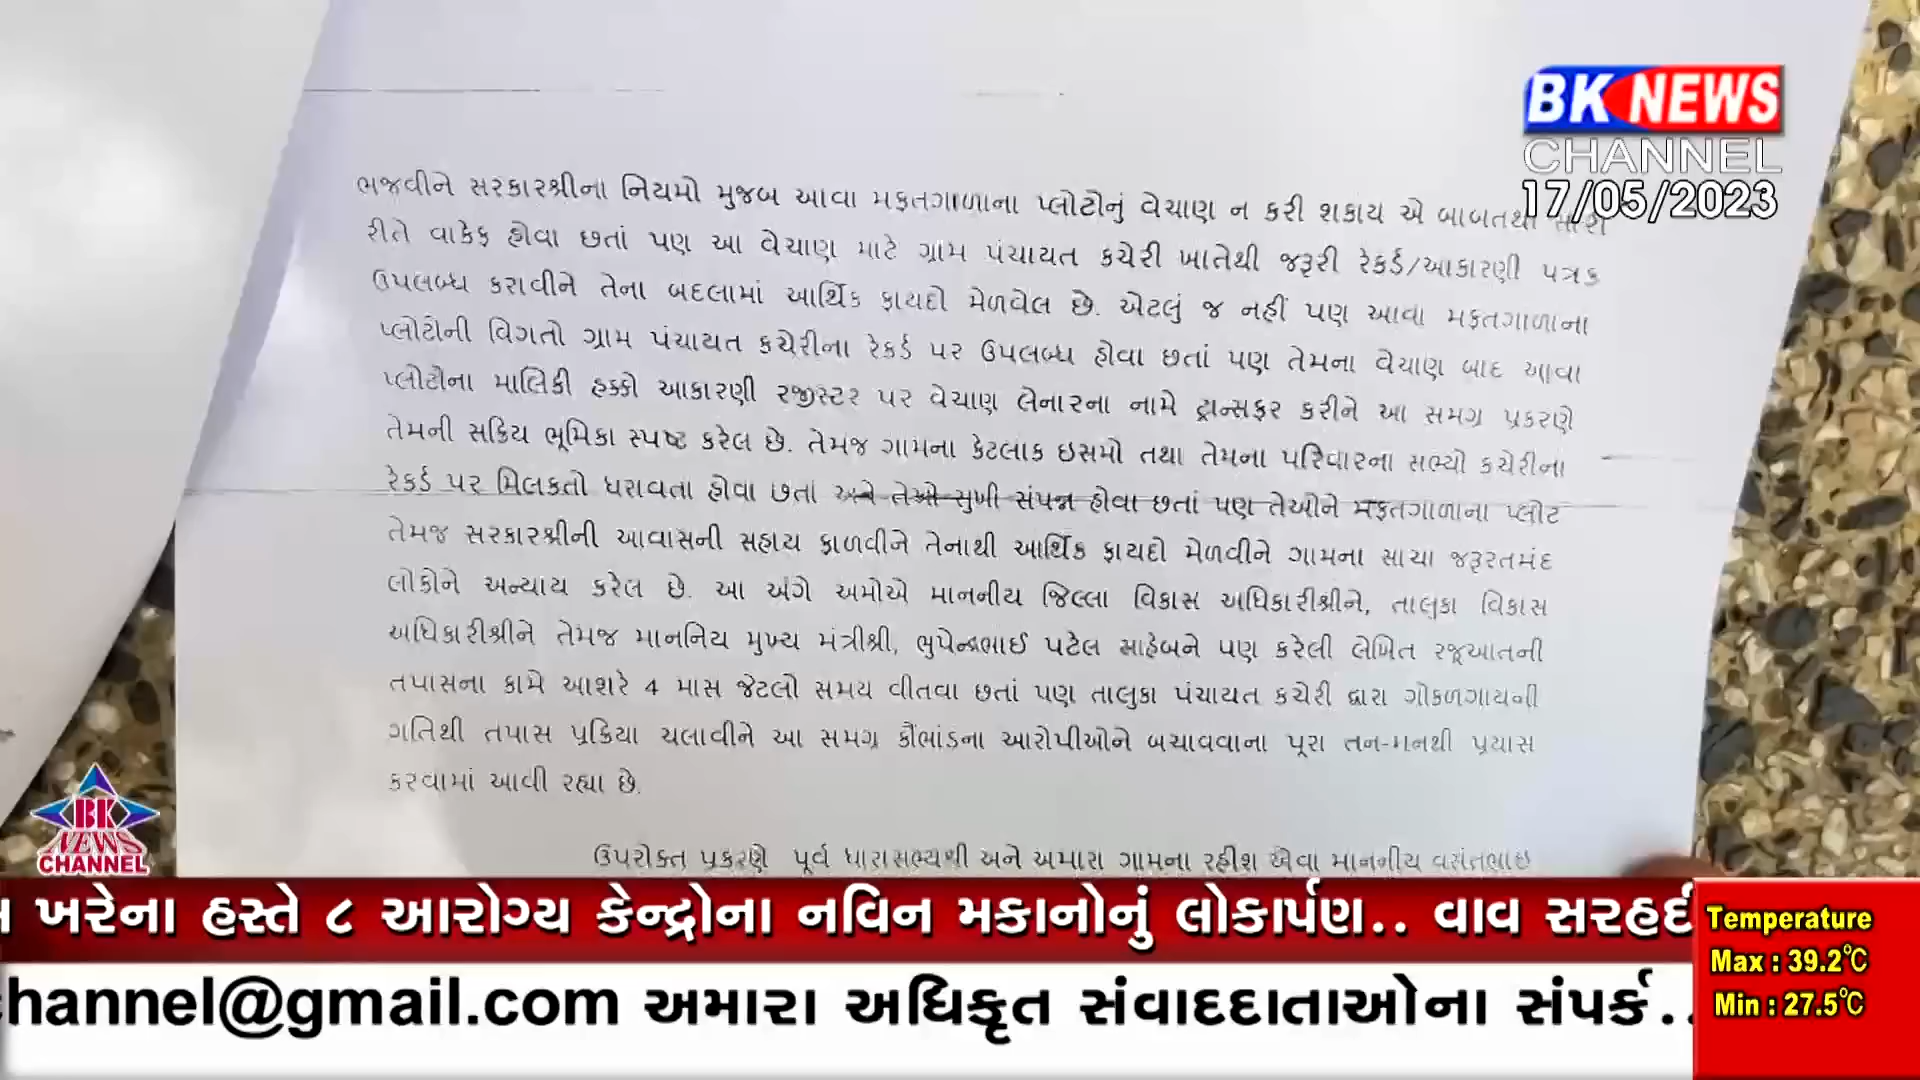 BK NEWS
CHANNEL
17/05/2023
ભજવીને સરકારશ્રીના નિયમો મુજબ આવા મફતગાળાના પ્લોટોનું વેચાણ ન કરી શકાય એ બાબતથી સારી
રીતે વાકેફ હોવા છતાં પણ આ વેચાણ માટે ગ્રામ પંચાયત કચેરી ખાતેથી જરૂરી રેકર્ડ/આકારણી પત્રક
ઉપલબ્ધ કરાવીને તેના બદલામાં આર્થિક ફાયદો મેળવેલ છે. એટલું જ નહીં પણ આવા મફતગાળાના
પ્લોટોની વિગતો ગ્રામ પંચાયત કચેરીના રેકર્ડ પર ઉપલબ્ધ હોવા છતાં પણ તેમના વેચાણ બાદ આવા
પ્લોટોના માલિકી હક્કો આકારણી રજીસ્ટર પર વેચાણ લેનારના નામે ટ્રાન્સફર કરીને આ સમગ્ર પ્રકરણે
તેમની સક્રિય ભૂમિકા સ્પષ્ટ કરેલ છે. તેમજ ગામના કેટલાક ઇસમો તથા તેમના પરિવારના સભ્યો કચેરીના
રેકર્ડ પર મિલકતો ધરાવતા હોવા છતાં અને તેઓ સુખી સંપન્ન હોવા છતાં પણ તેઓને મફતગાળાના પ્લોટ
તેમજ સરકારશ્રીની આવાસની સહાય ફાળવીને તેનાથી આર્થિક ફાયદો મેળવીને ગામના સાચા જરૂરતમંદ
લોકોને અન્યાય કરેલ છે. આ અંગે અમોએ માનનીય જિલ્લા વિકાસ અધિકારીશ્રીને, તાલુકા વિકાસ
અધિકારીશ્રીને તેમજ માનનિય મુખ્ય મંત્રીશ્રી, ભુપેન્દ્રભાઈ પટેલ સાહેબને પણ કરેલી લેખિત રજૂઆતની
તપાસના કામે આશરે 4 માસ જેટલો સમય વીતવા છતાં પણ તાલુકા પંચાયત કચેરી દ્વારા ગોકળગાયની
ગતિથી તપાસ પ્રક્રિયા ચલાવીને આ સમગ્ર કૌંભાંડના આરોપીઓને બચાવવાના પૂરા તન-મનથી પ્રયાસ
કરવામાં આવી રહ્યા છે.
ઉપરોક્ત પ્રકરણે પૂર્વ ધારાસભ્યશ્રી અને અમારા ગામના રહીશ એવા માનનીય વસંતભાઇ
BK
NEWS
CHANNEL
ખરેના હસ્તે ૮ આરોગ્ય કેન્દ્રોના નવિન મકાનોનું લોકાર્પણ.. વાવ સરહદી
hannel@gmail.com અમારા અધિકૃત સંવાદદાતાઓના સંપર્ક..
Temperature
Max : 39.2℃
Min : 27.5℃